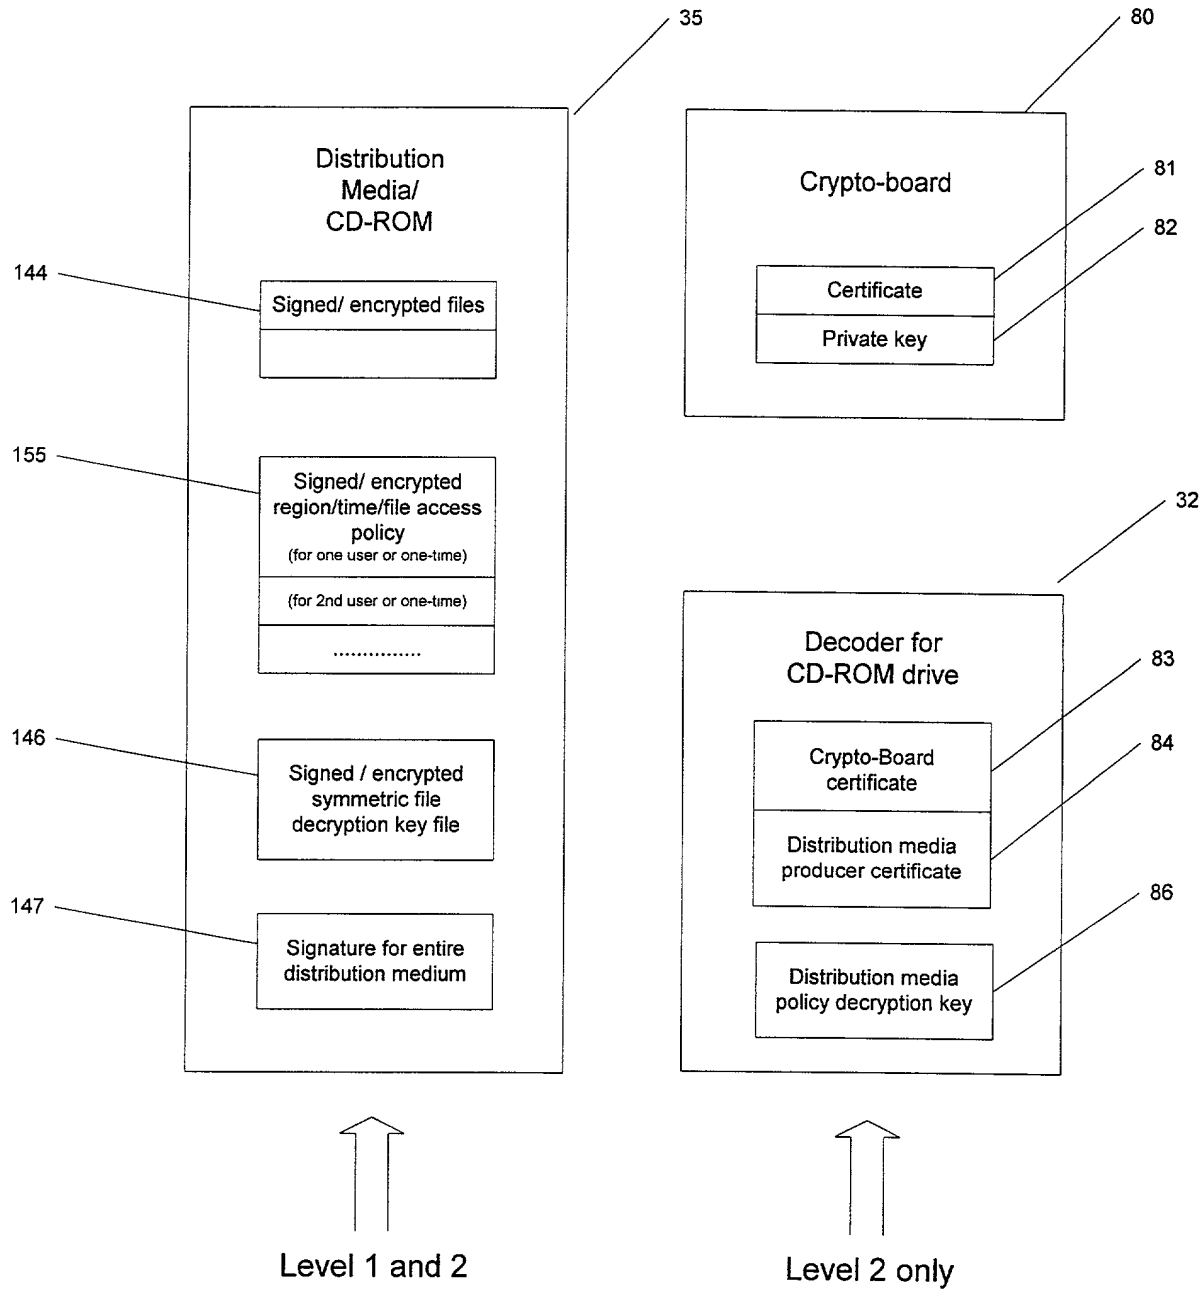 35
80
Distribution
Media/
CD-ROM
144
Signed/ encrypted files
155
Signed/ encrypted
region/time/file access
policy
(for one user or one-time)
(for 2nd user or one-time)
...............
146
Signed / encrypted
symmetric file
decryption key file
147
Signature for entire
distribution medium
Level 1 and 2
Crypto-board
81
82
Certificate
Private key
32
Decoder for
CD-ROM drive
83
84
Crypto-Board
certificate
Distribution media
producer certificate
86
Distribution media
policy decryption key
Level 2 only